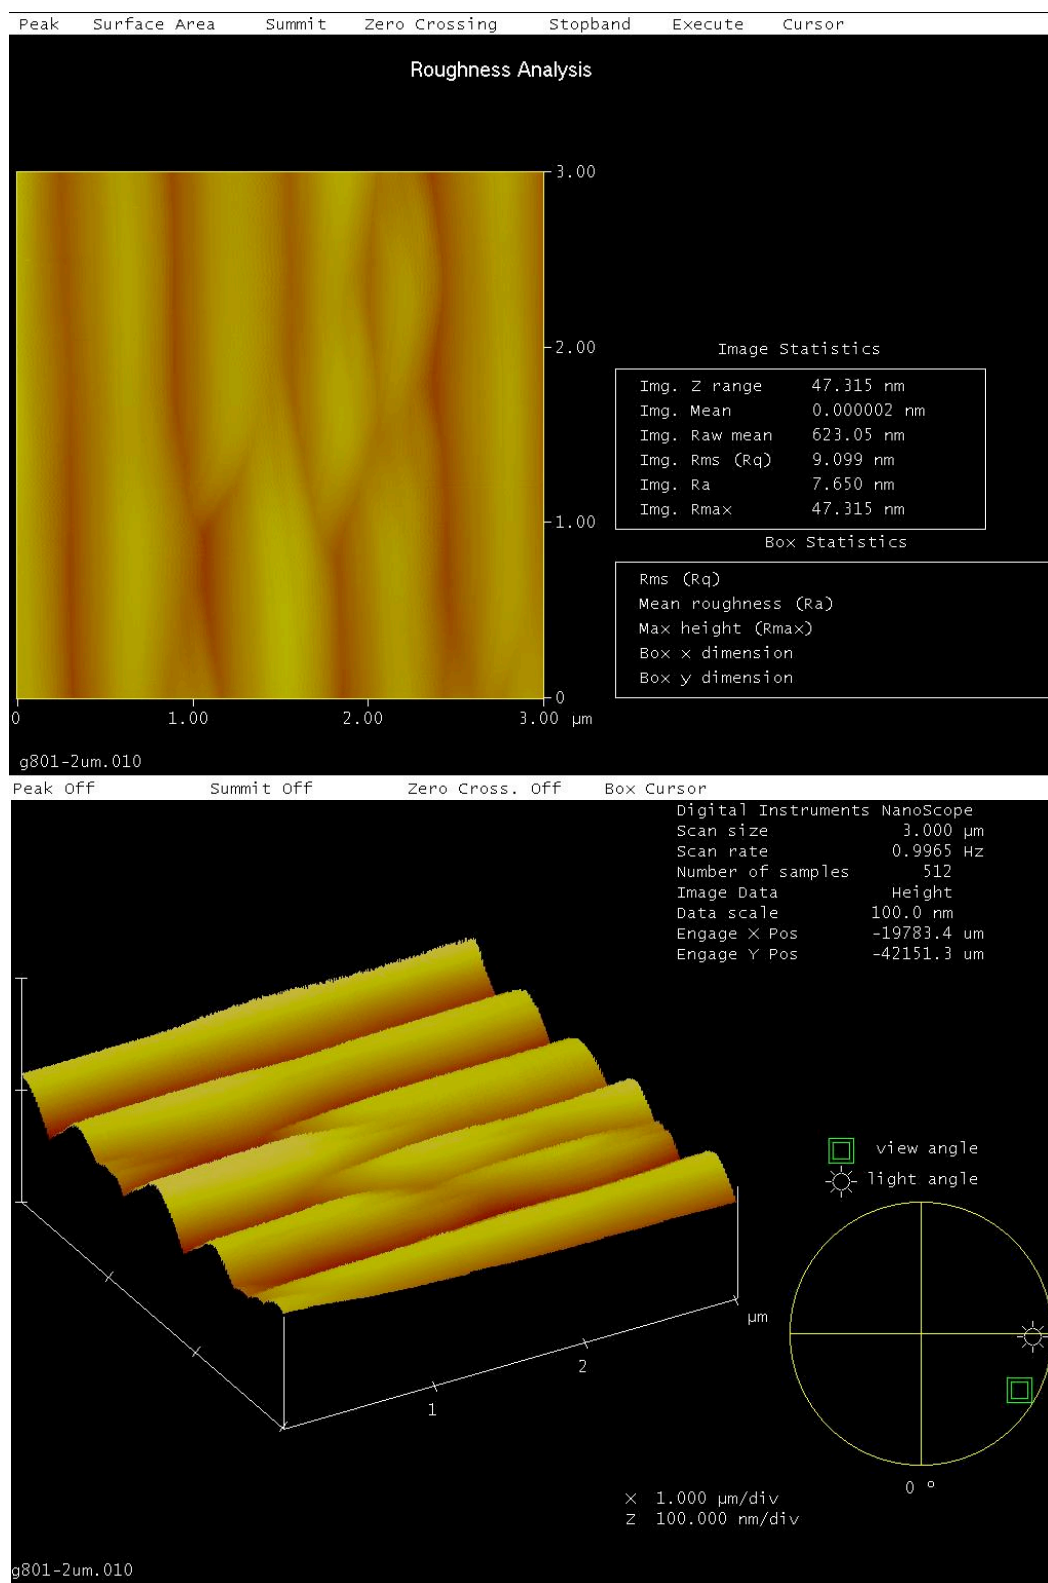 Peak Surface Area Summit Zero Crossing Stopband Execute Cursor
Roughness Analysis
3.00
2.00
1.00
0
0 1.00 2.00 3.00 µm
Image Statistics
Img. Z range 47.315 nm
Img. Mean 0.000002 nm
Img. Raw mean 623.05 nm
Img. Rms (Rq) 9.099 nm
Img. Ra 7.650 nm
Img. Rmax 47.315 nm
Box Statistics
Rms (Rq)
Mean roughness (Ra)
Max height (Rmax)
Box x dimension
Box y dimension
g801-2um.010
Peak Off Summit Off Zero Cross. Off Box Cursor
Digital Instruments NanoScope
Scan size 3.000 µm
Scan rate 0.9965 Hz
Number of samples 512
Image Data Height
Data scale 100.0 nm
Engage X Pos -19783.4 um
Engage Y Pos -42151.3 um
view angle
light angle
µm
2
1
0 °
X 1.000 µm/div
Z 100.000 nm/div
g801-2um.010